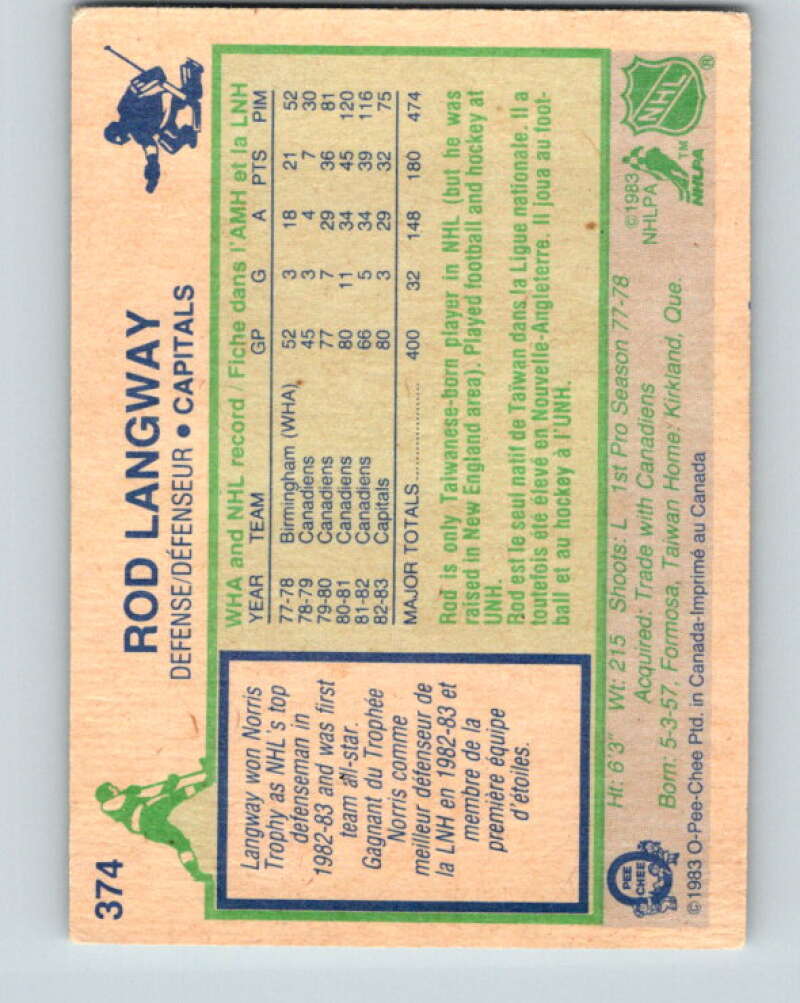 374
ROD LANGWAY
DEFENSE/DÉFENSEUR • CAPITALS
Langway won Norris
Trophy as NHL's top
defenseman in
1982-83 and was first
team all-star.
Gagnant du Trophée
Norris comme
meilleur défenseur de
la LNH en 1982-83 et
membre de la
première équipe
d'étoiles.
WHA and NHL record / Fiche dans l'AMH et la LNH
YEAR TEAM GP G A PTS PIM
77-78 Birmingham (WHA) 52 3 18 21 52
78-79 Canadiens 45 3 4 7 30
79-80 Canadiens 77 7 29 36 81
80-81 Canadiens 80 11 34 45 120
81-82 Canadiens 66 5 34 39 116
82-83 Capitals 80 3 29 32 75
MAJOR TOTALS 400 32 148 180 474
Rod is only Taiwanese-born player in NHL (but he was
raised in New England area). Played football and hockey at
UNH.
Rod est le seul natif de Taïwan dans la Ligue nationale. Il a
toutefois été élevé en Nouvelle-Angleterre. Il joua au foot-
ball et au hockey à l'UNH.
Ht: 6'3" Wt: 215 Shoots: L 1st Pro Season 77-78
Acquired: Trade with Canadiens
Born: 5-3-57, Formosa, Taiwan Home: Kirkland, Que.
© 1983 O-Pee-Chee Ptd. in Canada-Imprimé au Canada
O
PEE
CHEE
© 1983
NHLPA
NHLPA
TM
NHL
®